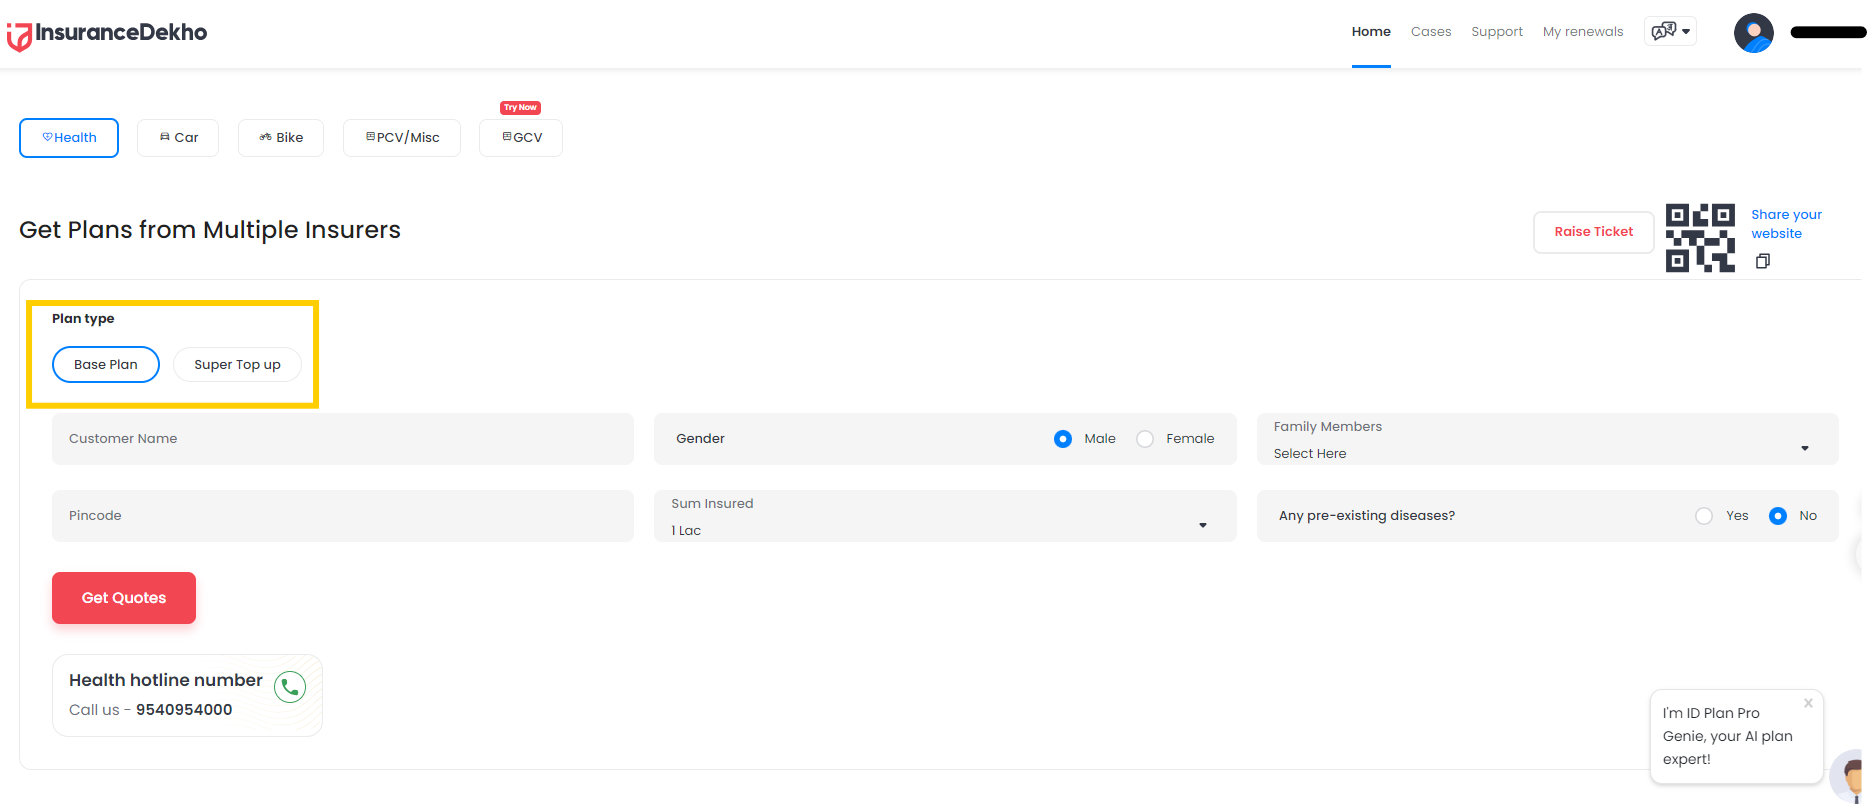 InsuranceDekho
Home Cases Support My renewals
Try Now
Health Car Bike PCV/Misc GCV
Get Plans from Multiple Insurers
Raise Ticket
Share your
website
Plan type
Base Plan Super Top up
Customer Name
Gender Male Female
Family Members
Select Here
Pincode
Sum Insured
1 Lac
Any pre-existing diseases? Yes No
Get Quotes
Health hotline number
Call us - 9540954000
I'm ID Plan Pro
Genie, your AI plan
expert!